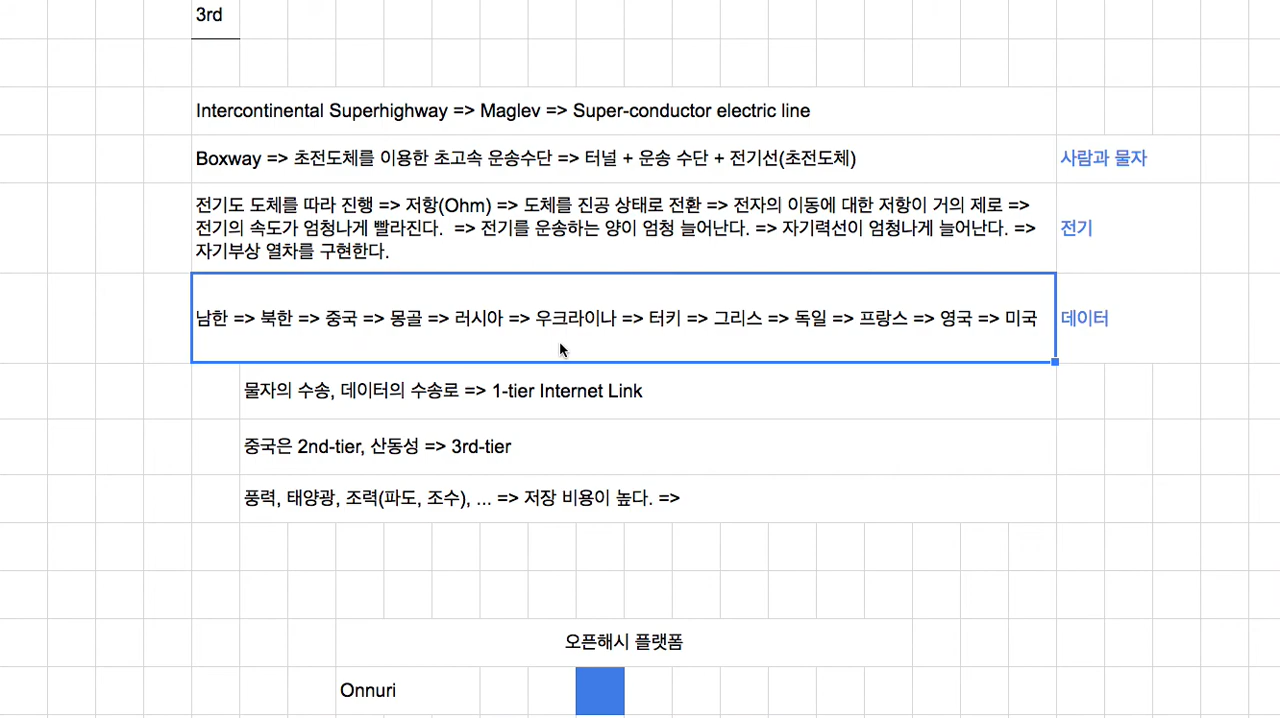 3rd
Intercontinental Superhighway => Maglev => Super-conductor electric line
Boxway => 초전도체를 이용한 초고속 운송수단 => 터널 + 운송 수단 + 전기선(초전도체)
사람과 물자
전기도 도체를 따라 진행 => 저항(Ohm) => 도체를 진공 상태로 전환 => 전자의 이동에 대한 저항이 거의 제로 =>
전기의 속도가 엄청나게 빨라진다. => 전기를 운송하는 양이 엄청 늘어난다. => 자기력선이 엄청나게 늘어난다. =>
자기부상 열차를 구현한다.
전기
남한 => 북한 => 중국 => 몽골 => 러시아 => 우크라이나 => 터키 => 그리스 => 독일 => 프랑스 => 영국 => 미국
데이터
물자의 수송, 데이터의 수송로 => 1-tier Internet Link
중국은 2nd-tier, 산동성 => 3rd-tier
풍력, 태양광, 조력(파도, 조수), ... => 저장 비용이 높다. =>
오픈해시 플랫폼
Onnuri